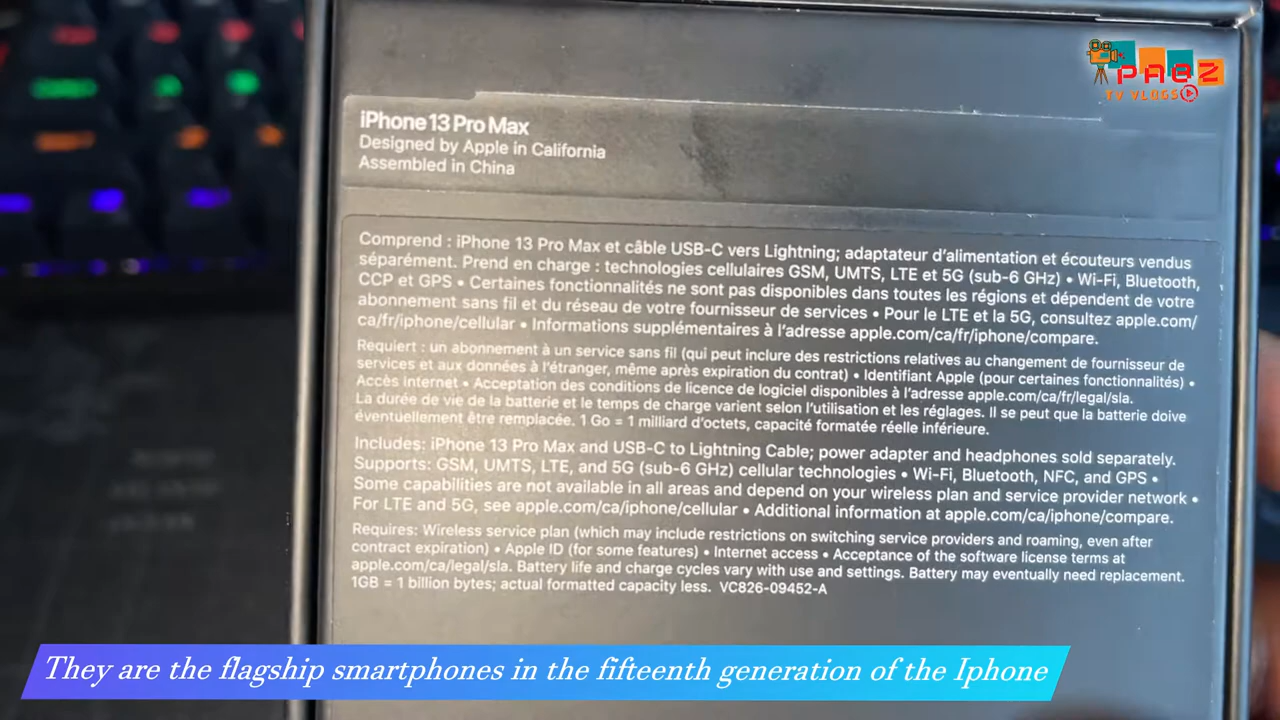 PAEZ
TV VLOGS
iPhone 13 Pro Max
Designed by Apple in California
Assembled in China
Comprend : iPhone 13 Pro Max et câble USB-C vers Lightning; adaptateur d'alimentation et écouteurs vendus
séparément. Prend en charge : technologies cellulaires GSM, UMTS, LTE et 5G (sub-6 GHz) • Wi-Fi, Bluetooth,
CCP et GPS • Certaines fonctionnalités ne sont pas disponibles dans toutes les régions et dépendent de votre
abonnement sans fil et du réseau de votre fournisseur de services • Pour le LTE et la 5G, consultez apple.com/
ca/fr/iphone/cellular • Informations supplémentaires à l'adresse apple.com/ca/fr/iphone/compare.
Requiert : un abonnement à un service sans fil (qui peut inclure des restrictions relatives au changement de fournisseur de
services et aux données à l'étranger, même après expiration du contrat) • Identifiant Apple (pour certaines fonctionnalités) •
Accès Internet • Acceptation des conditions de licence de logiciel disponibles à l'adresse apple.com/ca/fr/legal/sla.
La durée de vie de la batterie et le temps de charge varient selon l'utilisation et les réglages. Il se peut que la batterie doive
éventuellement être remplacée. 1 Go = 1 milliard d'octets, capacité formatée réelle inférieure.
Includes: iPhone 13 Pro Max and USB-C to Lightning Cable; power adapter and headphones sold separately.
Supports: GSM, UMTS, LTE, and 5G (sub-6 GHz) cellular technologies • Wi-Fi, Bluetooth, NFC, and GPS •
Some capabilities are not available in all areas and depend on your wireless plan and service provider network •
For LTE and 5G, see apple.com/ca/iphone/cellular • Additional information at apple.com/ca/iphone/compare.
Requires: Wireless service plan (which may include restrictions on switching service providers and roaming, even after
contract expiration) • Apple ID (for some features) • Internet access • Acceptance of the software license terms at
apple.com/ca/legal/sla. Battery life and charge cycles vary with use and settings. Battery may eventually need replacement.
1GB = 1 billion bytes; actual formatted capacity less. VC826-09452-A
They are the flagship smartphones in the fifteenth generation of the Iphone